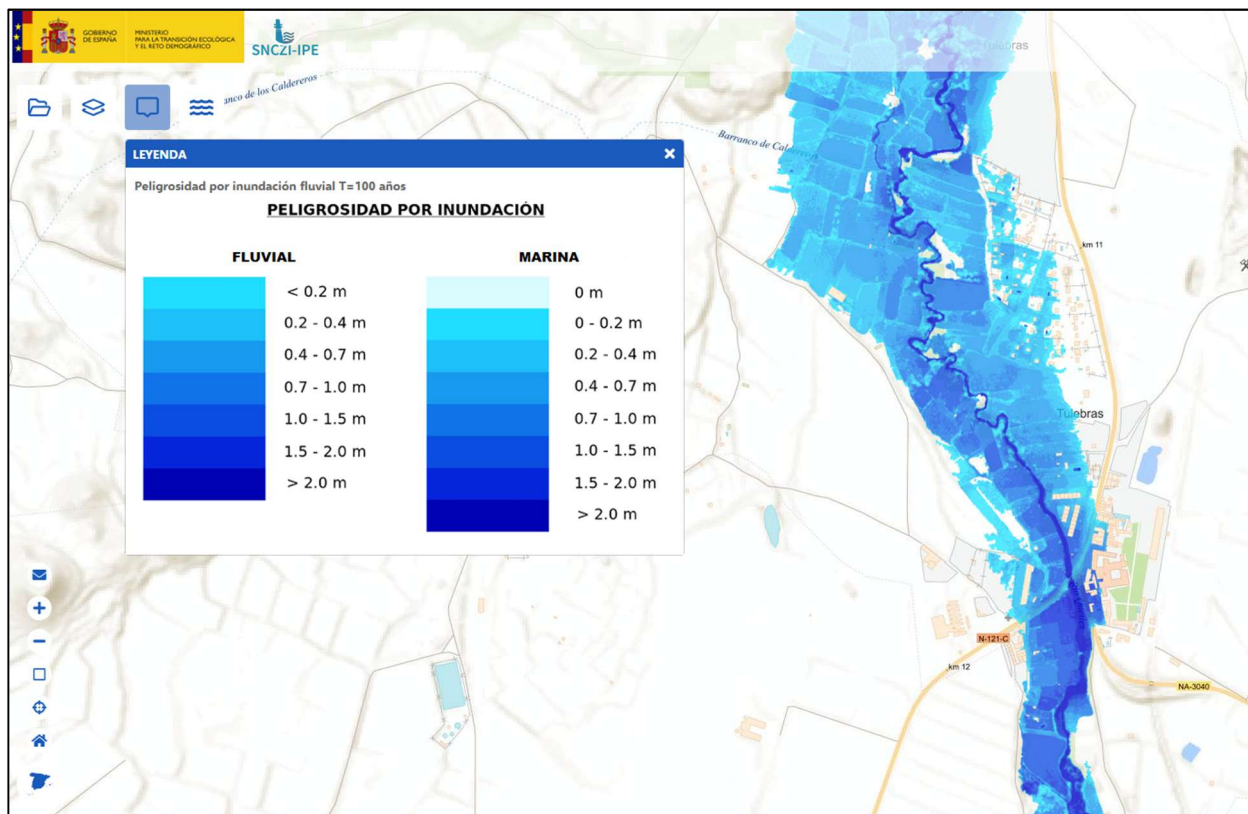 GOBIERNO
DE ESPAÑA
MINISTERIO
PARA LA TRANSICIÓN ECOLÓGICA
Y EL RETO DEMOGRÁFICO
SNCZI-IPE
Tulebras
anco de los Caldereros
Barranco de Caldereros
LEYENDA
Peligrosidad por inundación fluvial T=100 años
PELIGROSIDAD POR INUNDACIÓN
FLUVIAL
< 0.2 m
0.2 - 0.4 m
0.4 - 0.7 m
0.7 - 1.0 m
1.0 - 1.5 m
1.5 - 2.0 m
> 2.0 m
MARINA
0 m
0 - 0.2 m
0.2 - 0.4 m
0.4 - 0.7 m
0.7 - 1.0 m
1.0 - 1.5 m
1.5 - 2.0 m
> 2.0 m
km 11
Tulebras
N-121-C
km 12
NA-3040